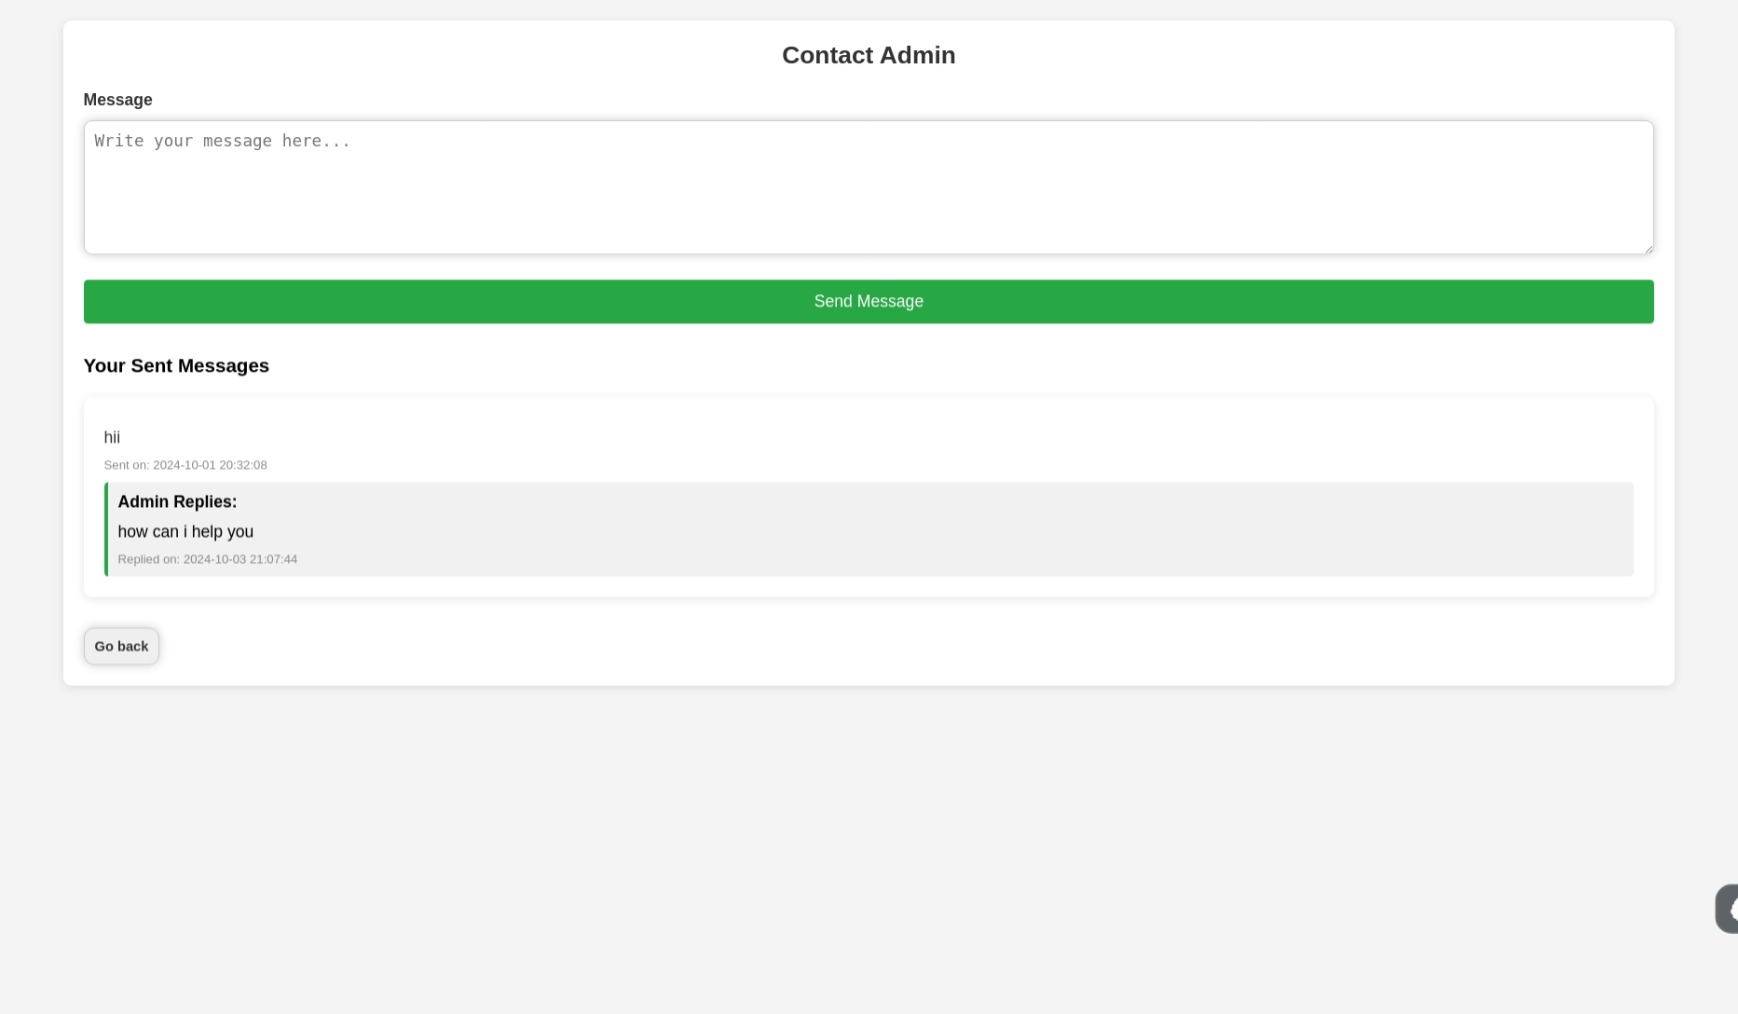 Contact Admin
Message
Write your message here...
Send Message
Your Sent Messages
hii
Sent on: 2024-10-01 20:32:08
Admin Replies:
how can i help you
Replied on: 2024-10-03 21:07:44
Go back